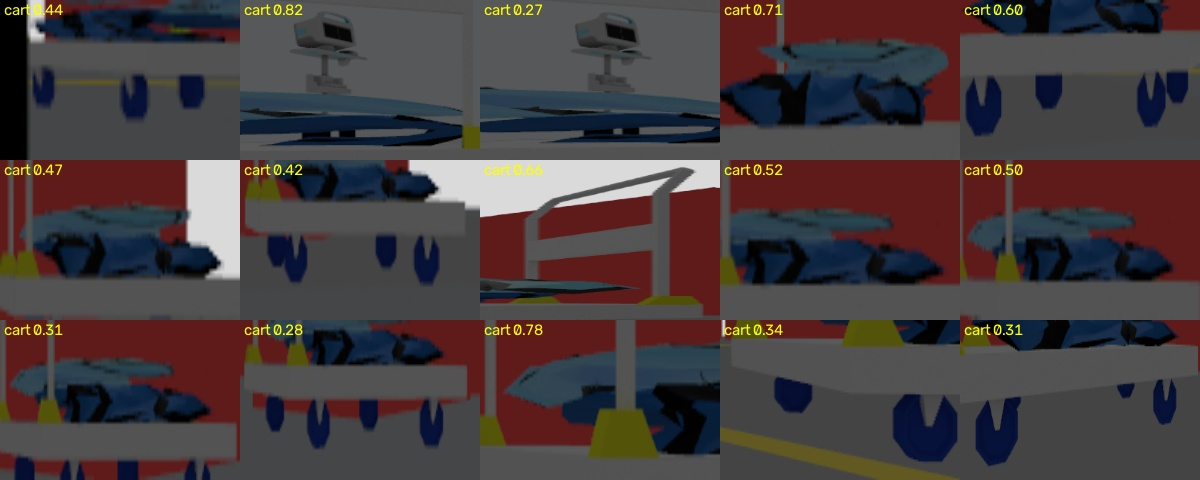 cart 0.44
cart 0.82
cart 0.27
cart 0.71
cart 0.60
cart 0.47
cart 0.42
cart 0.66
cart 0.52
cart 0.50
cart 0.31
cart 0.28
cart 0.78
cart 0.34
cart 0.31